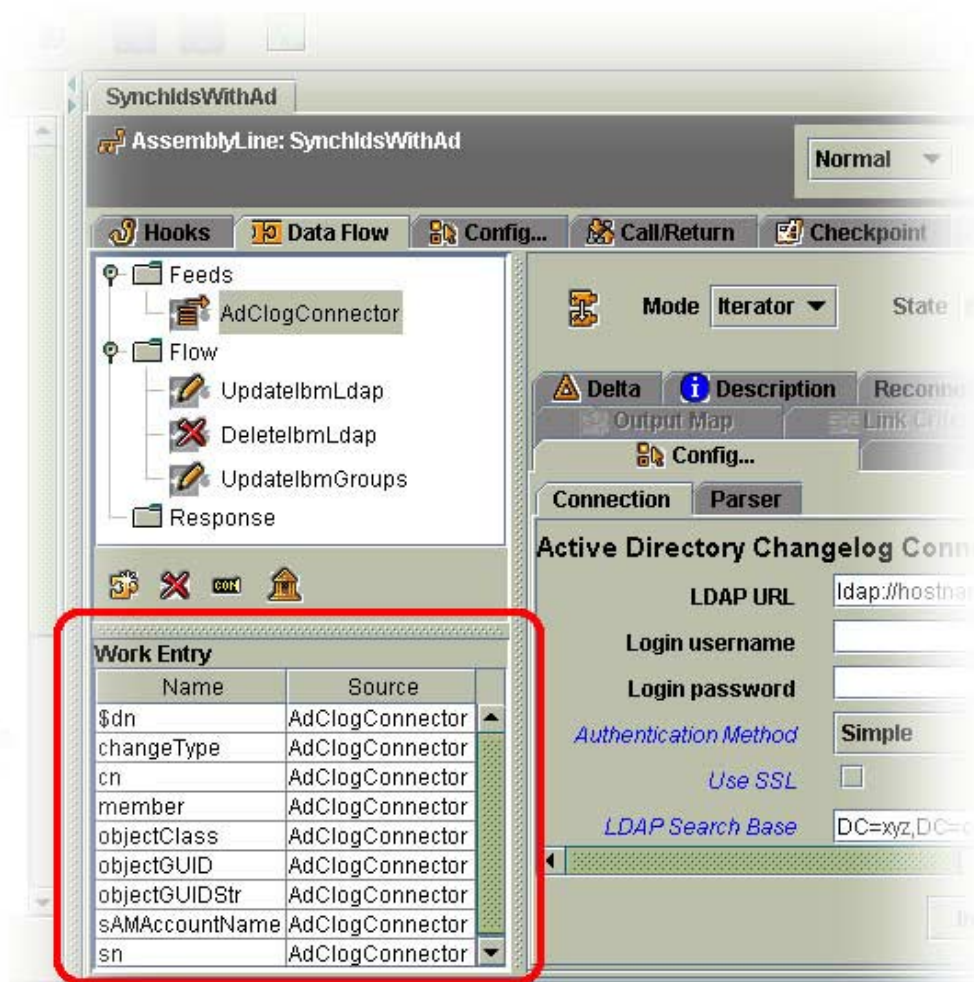 SynchIdsWithAd
AssemblyLine: SynchIdsWithAd
Normal
Hooks
Data Flow
Config...
Call/Return
Checkpoint
Feeds
AdClogConnector
Flow
UpdateIbmLdap
DeleteIbmLdap
UpdateIbmGroups
Response
Mode
Iterator
State
Delta
Description
Output Map
Config...
Connection
Parser
Active Directory Changelog
LDAP URL
Login username
Login password
Authentication Method
Simple
Use SSL
LDAP Search Base
DC=xyz,DC=
Work Entry
Name Source
$dn AdClogConnector
changeType AdClogConnector
cn AdClogConnector
member AdClogConnector
objectClass AdClogConnector
objectGUID AdClogConnector
objectGUIDStr AdClogConnector
sAMAccountName AdClogConnector
sn AdClogConnector